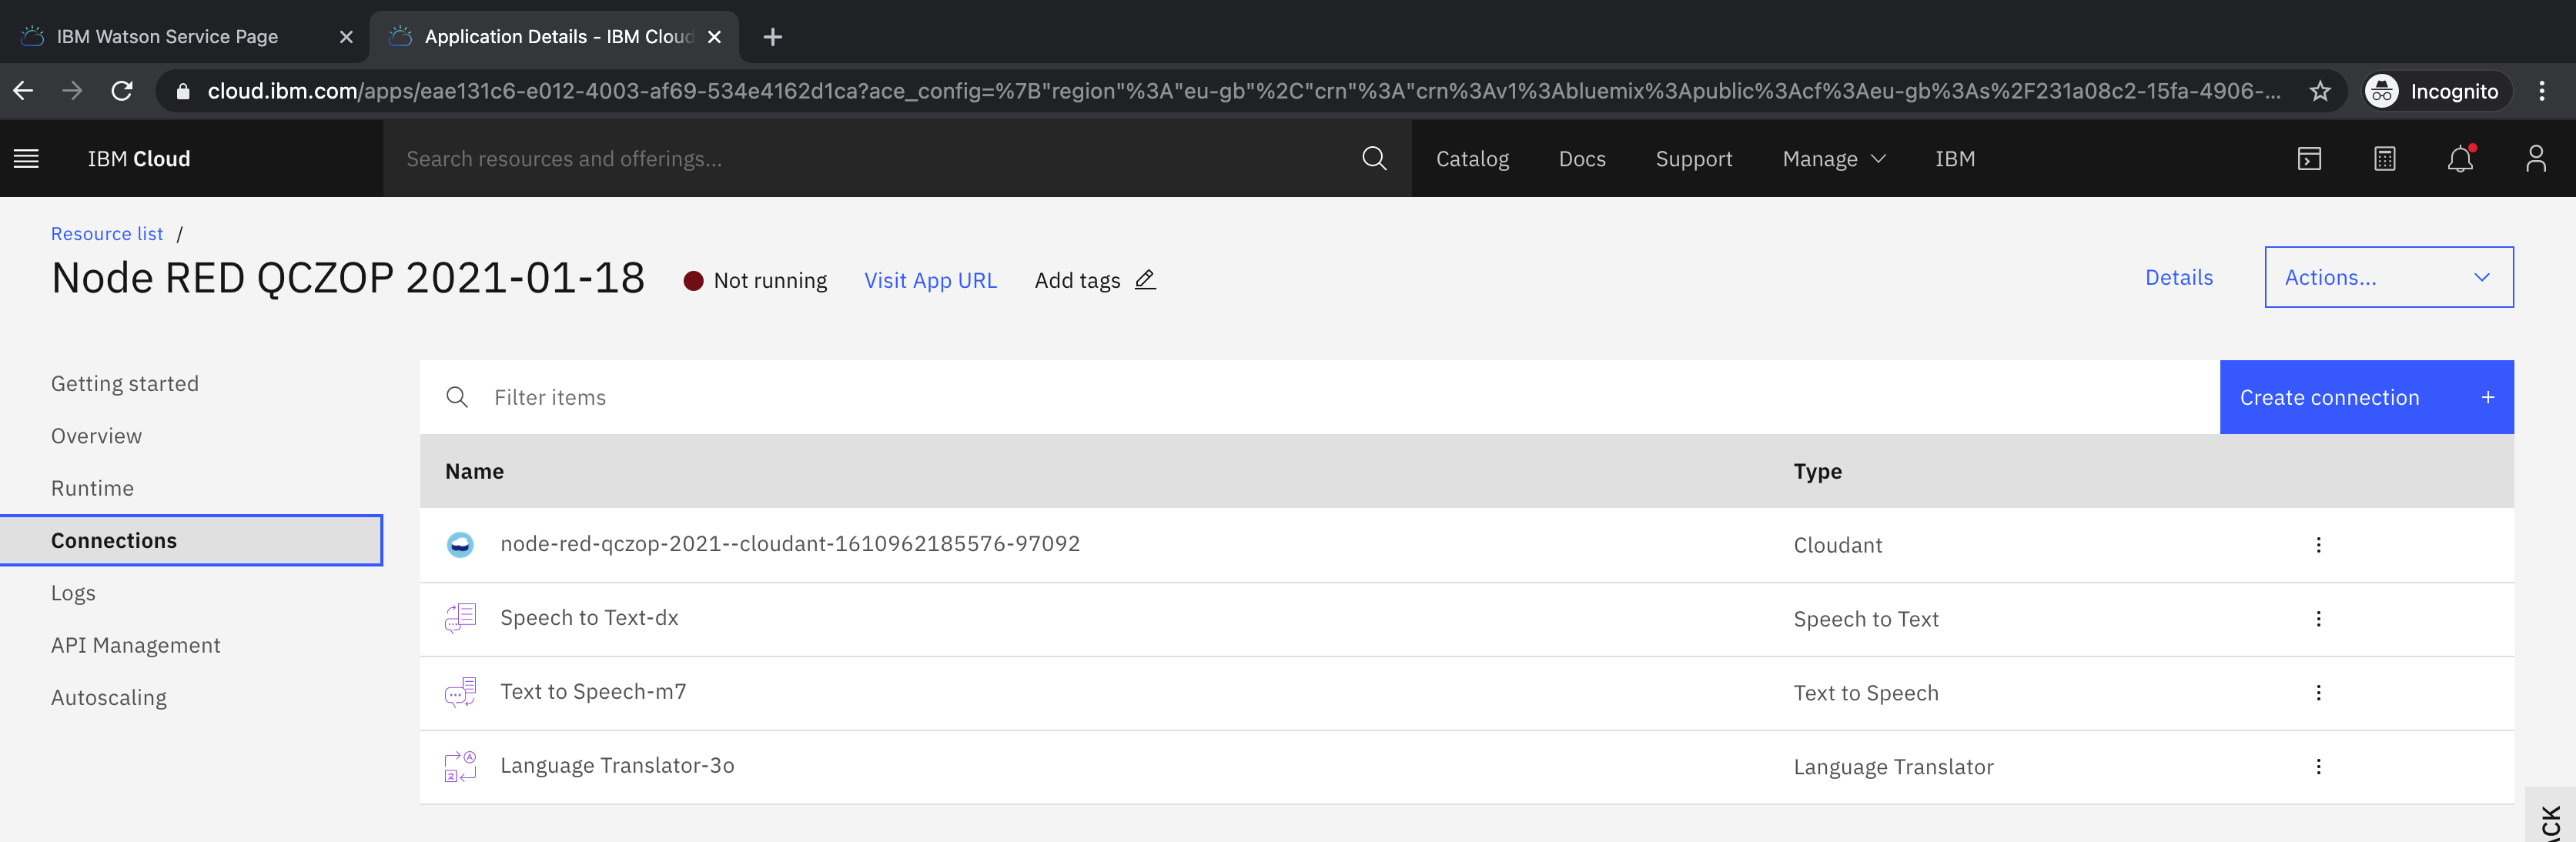 IBM Watson Service Page
Application Details - IBM Cloud
cloud.ibm.com/apps/eae131c6-e012-4003-af69-534e4162d1ca?ace_config=%7B"region"%3A"eu-gb"%2C"crn"%3A"crn%3Av1%3Abluemix%3Apublic%3Acf%3Aeu-gb%3As%2F231a08c2-15fa-4906-...
Incognito
IBM Cloud
Search resources and offerings...
Catalog
Docs
Support
Manage
IBM
Resource list /
Node RED QCZOP 2021-01-18
Not running
Visit App URL
Add tags
Details
Actions...
Getting started
Overview
Runtime
Connections
Logs
API Management
Autoscaling
Filter items
Create connection +
Name Type
node-red-qczop-2021--cloudant-1610962185576-97092 Cloudant
Speech to Text-dx Speech to Text
Text to Speech-m7 Text to Speech
Language Translator-3o Language Translator
ACK